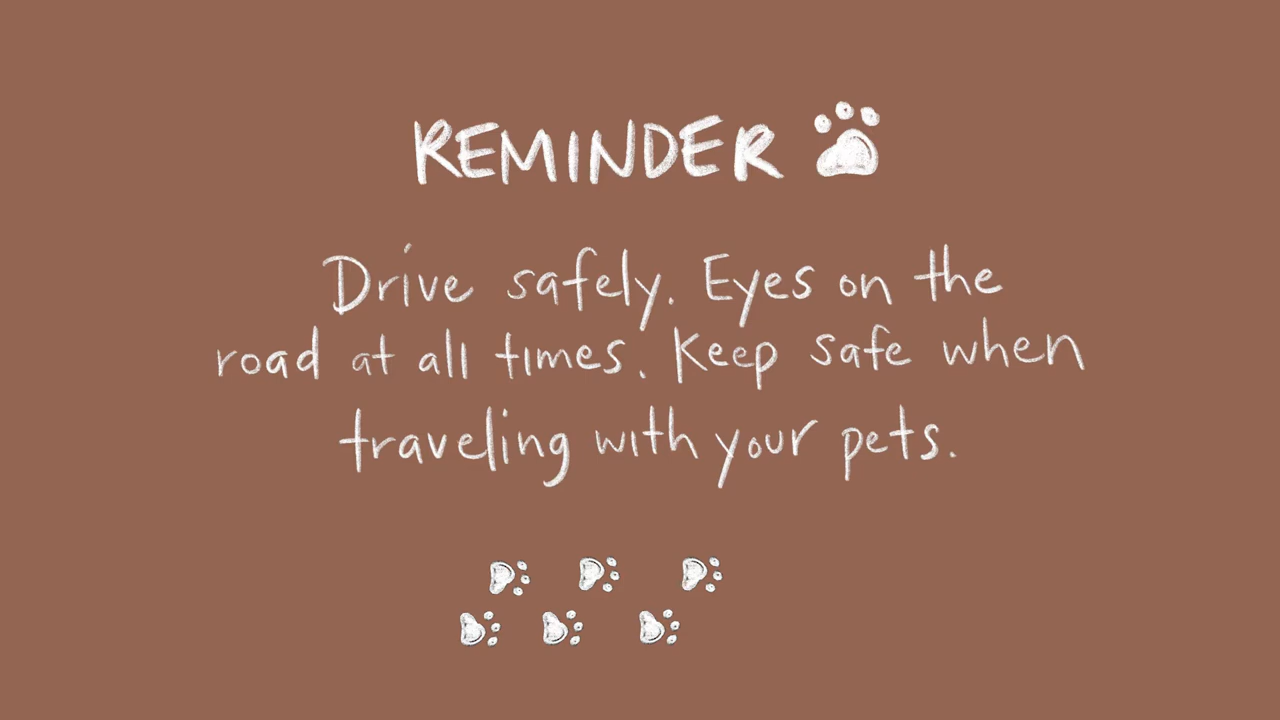 REMINDER
Drive safely. Eyes on the
road at all times. Keep safe when
traveling with your pets.